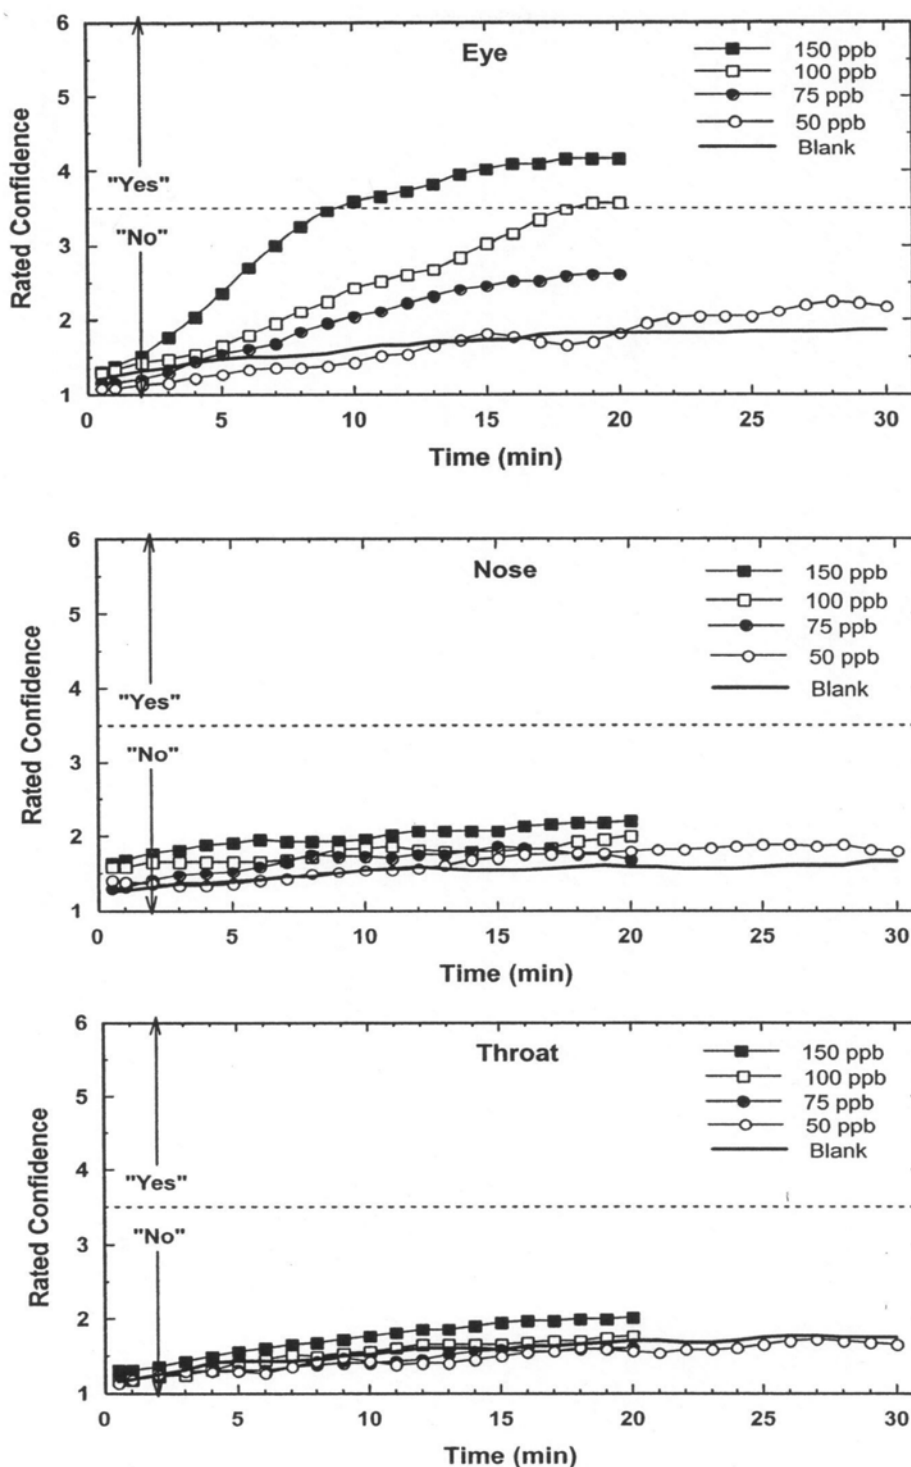 Eye
150 ppb
100 ppb
75 ppb
50 ppb
Blank
"Yes"
"No"
Rated Confidence
6
5
4
3
2
1
0 5 10 15 20 25 30
Time (min)
Nose
150 ppb
100 ppb
75 ppb
50 ppb
Blank
"Yes"
"No"
Rated Confidence
6
5
4
3
2
1
0 5 10 15 20 25 30
Time (min)
Throat
150 ppb
100 ppb
75 ppb
50 ppb
Blank
"Yes"
"No"
Rated Confidence
6
5
4
3
2
1
0 5 10 15 20 25 30
Time (min)